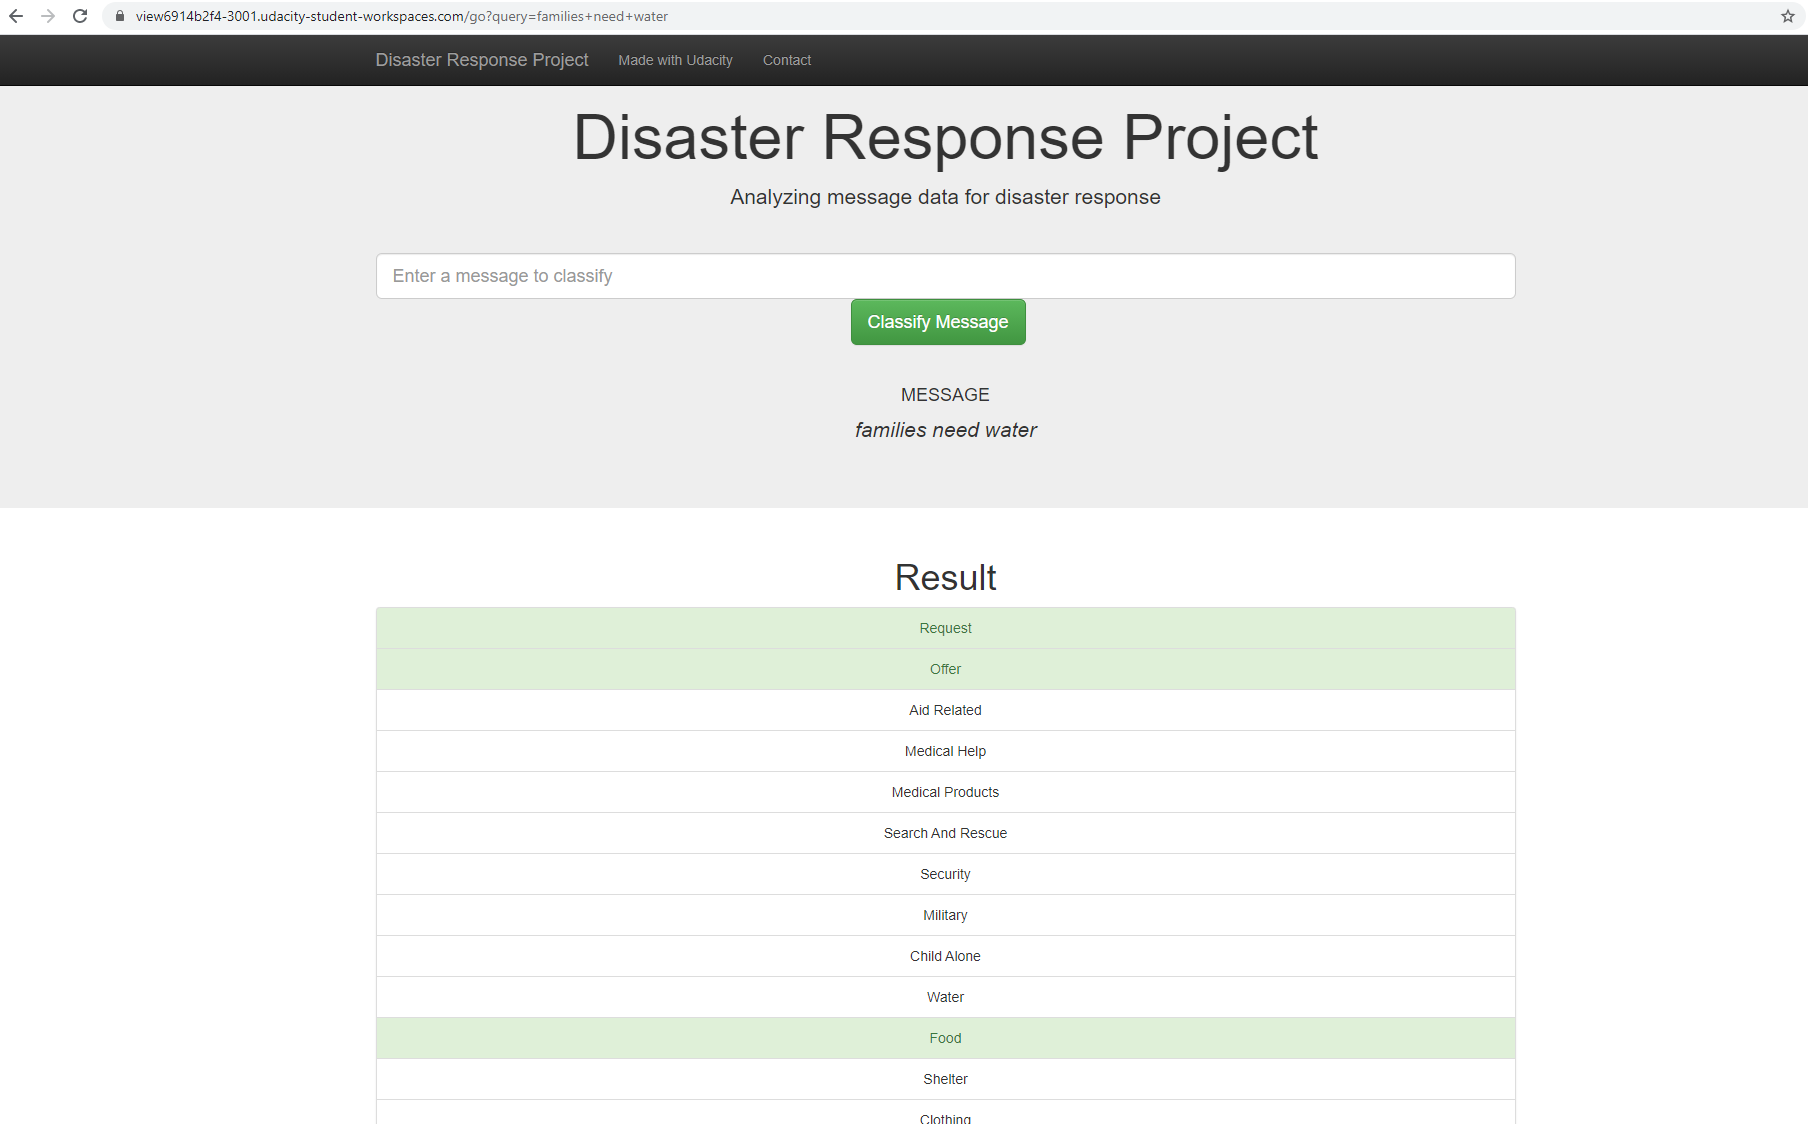 view6914b2f4-3001.udacity-student-workspaces.com/go?query=families+need+water
Disaster Response Project Made with Udacity Contact
Disaster Response Project
Analyzing message data for disaster response
Enter a message to classify
Classify Message
MESSAGE
families need water
Result
Request
Offer
Aid Related
Medical Help
Medical Products
Search And Rescue
Security
Military
Child Alone
Water
Food
Shelter
Clothing